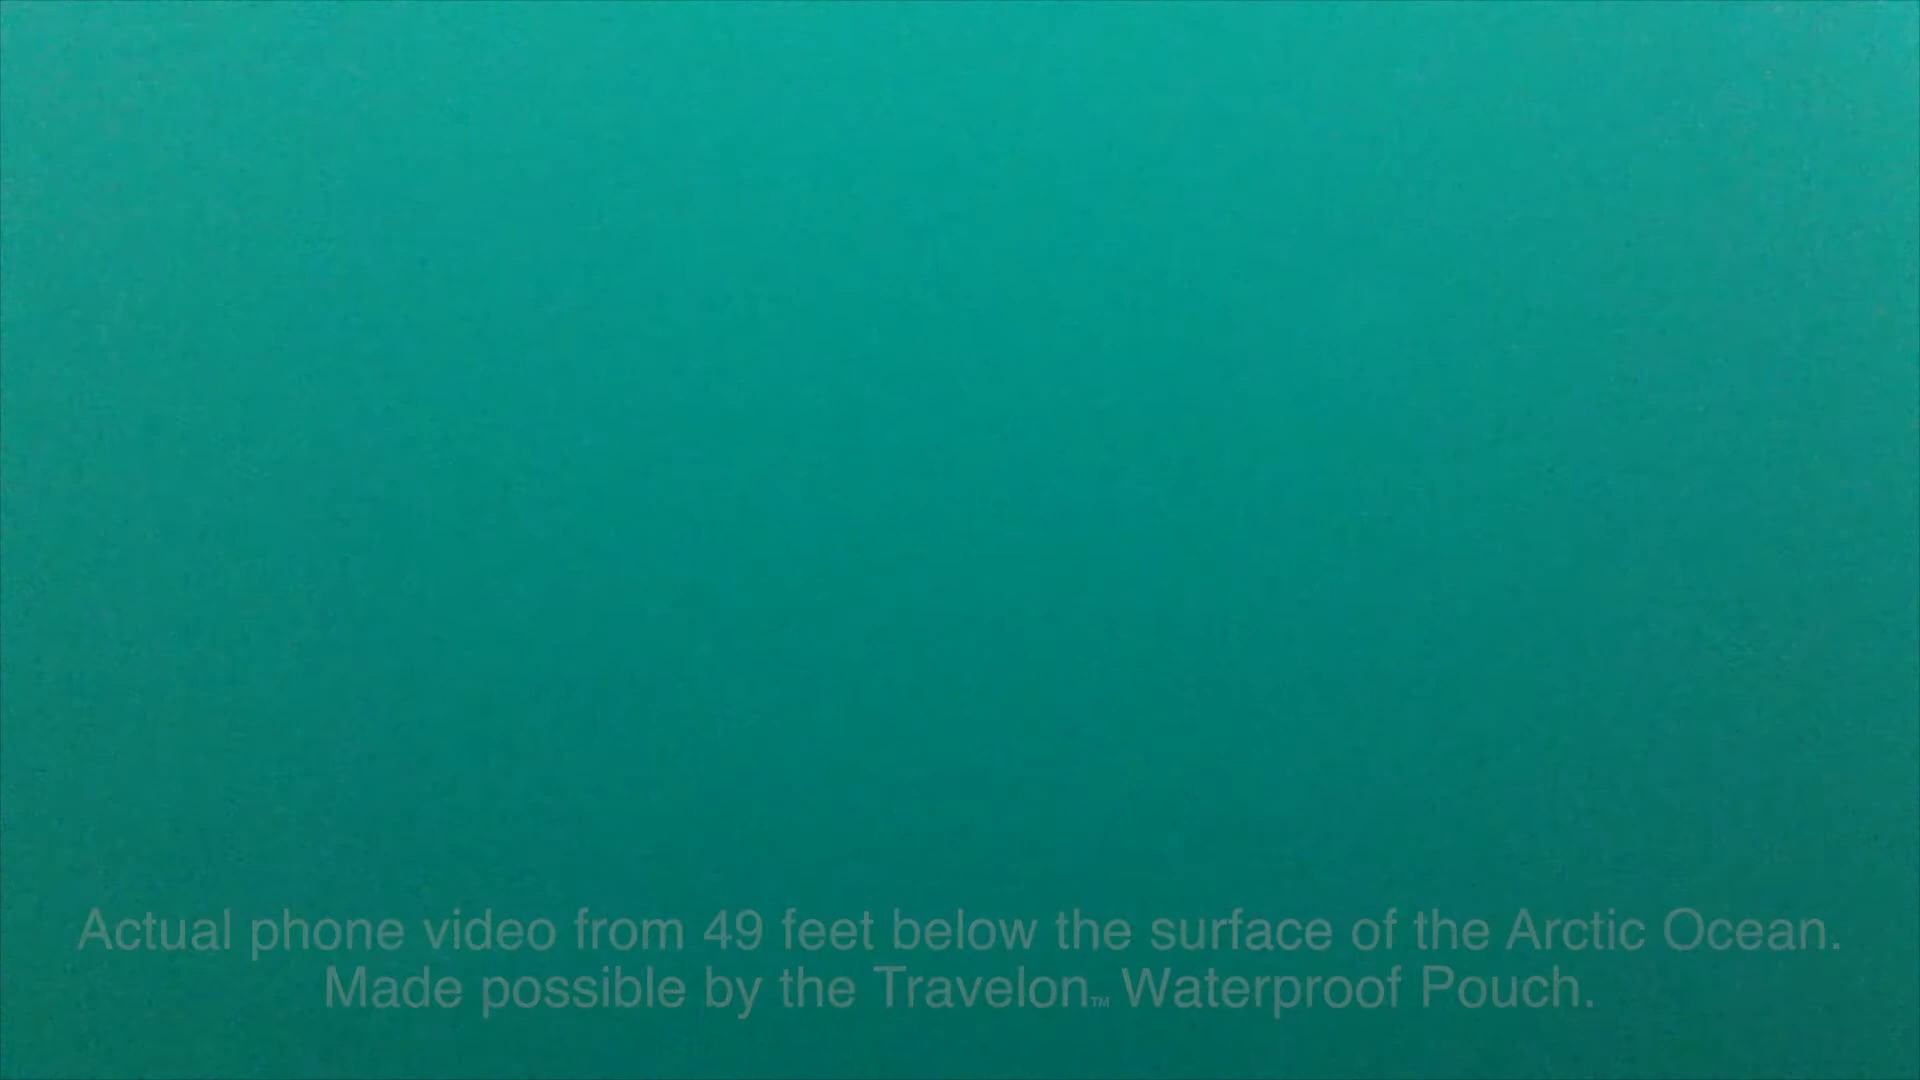 Actual phone video from 49 feet below the surface of the Arctic Ocean.
Made possible by the Travelon™ Waterproof Pouch.